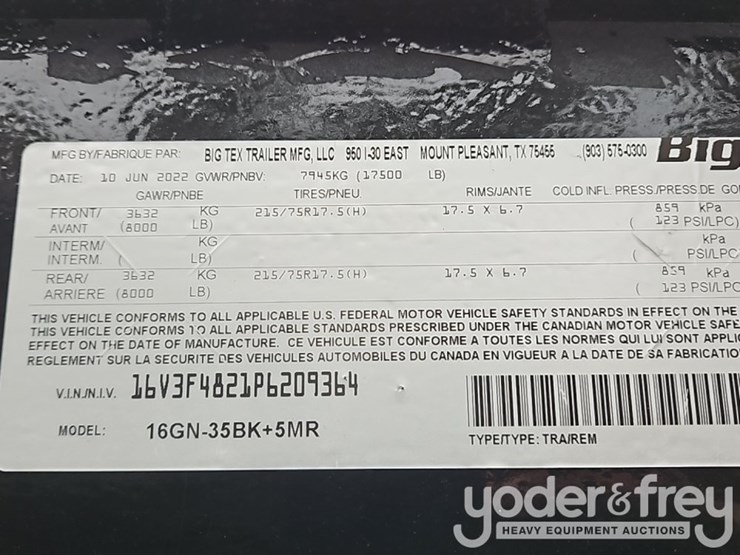 MFG BY/FABRIQUE PAR: BIG TEX TRAILER MFG, LLC 950 I-30 EAST MOUNT PLEASANT, TX 75455 (903) 575-0300 Big
DATE: 10 JUN 2022 GVWR/PNBV: 7945KG (17500 LB)
GAWR/PNBE TIRES/PNEU RIMS/JANTE COLD INFL. PRESS./PRESS.DE GO
FRONT/ 3632 KG 215/75R17.5(H) 17.5 X 6.7 859 kPa
AVANT (8000 LB) ( 123 PSI/LPC)
INTERM/ KG kPa
INTERM. ( LB) ( PSI/LPC)
REAR/ 3632 KG 215/75R17.5(H) 17.5 X 6.7 859 kPa
ARRIERE (8000 LB) ( 123 PSI/LPC
THIS VEHICLE CONFORMS TO ALL APPLICABLE U.S. FEDERAL MOTOR VEHICLE SAFETY STANDARDS IN EFFECT ON THE
THIS VEHICLE CONFORMS TO ALL APPLICABLE STANDARDS PRESCRIBED UNDER THE CANADIAN MOTOR VEHICLE SAFE
EFFECT ON THE DATE OF MANUFACTURE. CE VEHICULE EST CONFORME A TOUTES LES NORMES QUI LUI SONT
REGLEMENT SUR LA SECURITE DES VEHICULES AUTOMOBILES DU CANADA EN VIGUEUR A LA DATE DE SA FABRICATION
V.I.N./N.I.V. 16V3F4821P6209364
MODEL: 16GN-35BK+5MR
TYPE/TYPE: TRA/REM
yoder&frey
HEAVY EQUIPMENT AUCTIONS